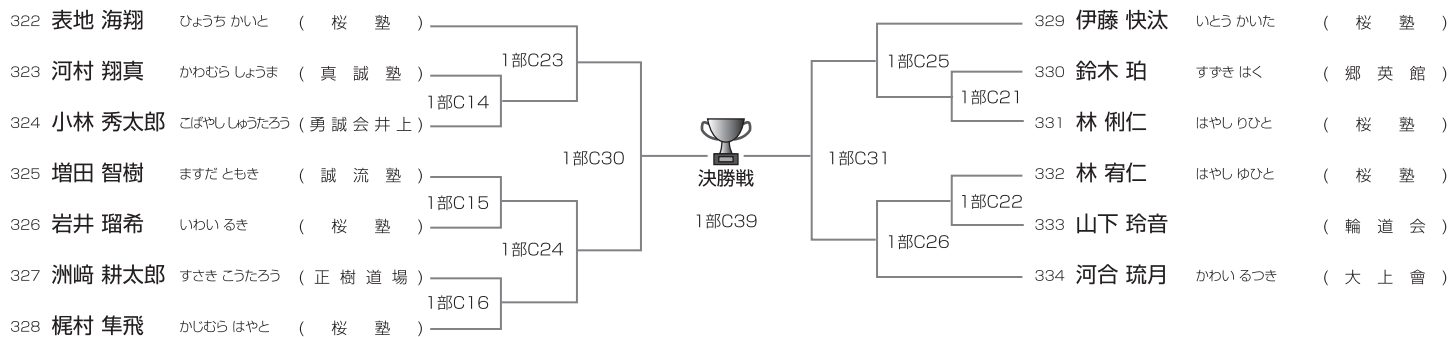 322 表地 海翔 ひょうち かいと ( 桜 塾 )
323 河村 翔真 かわむら しょうま ( 真 誠 塾 )
324 小林 秀太郎 こばやし しゅうたろう ( 勇 誠 会 井 上 )
325 増田 智樹 ますだ ともき ( 誠 流 塾 )
326 岩井 瑠希 いわい るき ( 桜 塾 )
327 洲﨑 耕太郎 すさき こうたろう ( 正 樹 道 場 )
328 梶村 隼飛 かじむら はやと ( 桜 塾 )
1部C23
1部C14
1部C30
1部C15
1部C24
1部C16
決勝戦
1部C39
1部C25
1部C21
1部C31
1部C22
1部C26
329 伊藤 快汰 いとう かいた ( 桜 塾 )
330 鈴木 珀 すずき はく ( 郷 英 館 )
331 林 俐仁 はやし りひと ( 桜 塾 )
332 林 宥仁 はやし ゆひと ( 桜 塾 )
333 山下 玲音 ( 輪 道 会 )
334 河合 琉月 かわい るつき ( 大 上 會 )